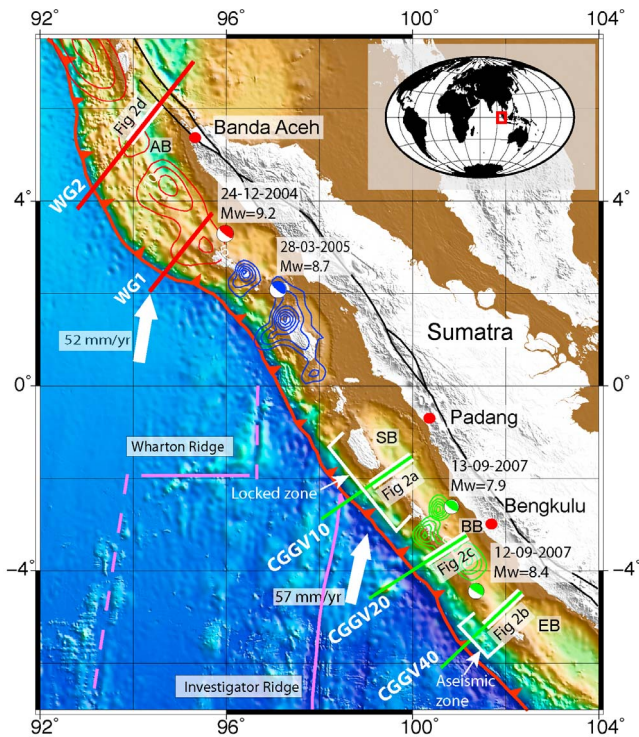 92° 96° 100° 104°
Fig 2d
Banda Aceh
AB
24-12-2004
Mw=9.2
WG2
4°
28-03-2005
Mw=8.7
WG1
52 mm/yr
Sumatra
0°
Padang
SB
Wharton Ridge
13-09-2007
Mw=7.9
Fig 2a
Locked zone
Bengkulu
BB
CGGV10
12-09-2007
Mw=8.4
Fig 2c
−4°
57 mm/yr
CGGV20
Fig 2b
EB
CGGV40
Aseismic
zone
Investigator Ridge
92° 96° 100° 104°